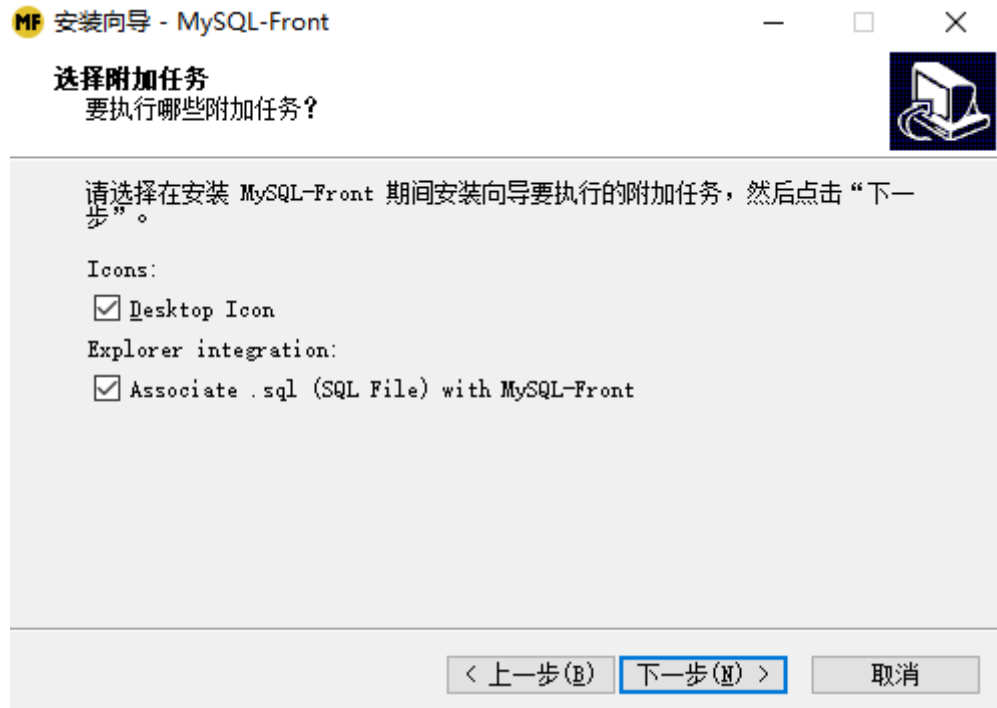 MF 安装向导 - MySQL-Front
选择附加任务
要执行哪些附加任务?
请选择在安装 MySQL-Front 期间安装向导要执行的附加任务，然后点击“下一
步”。
Icons:
Desktop Icon
Explorer integration:
Associate .sql (SQL File) with MySQL-Front
< 上一步(B) 下一步(N) > 取消